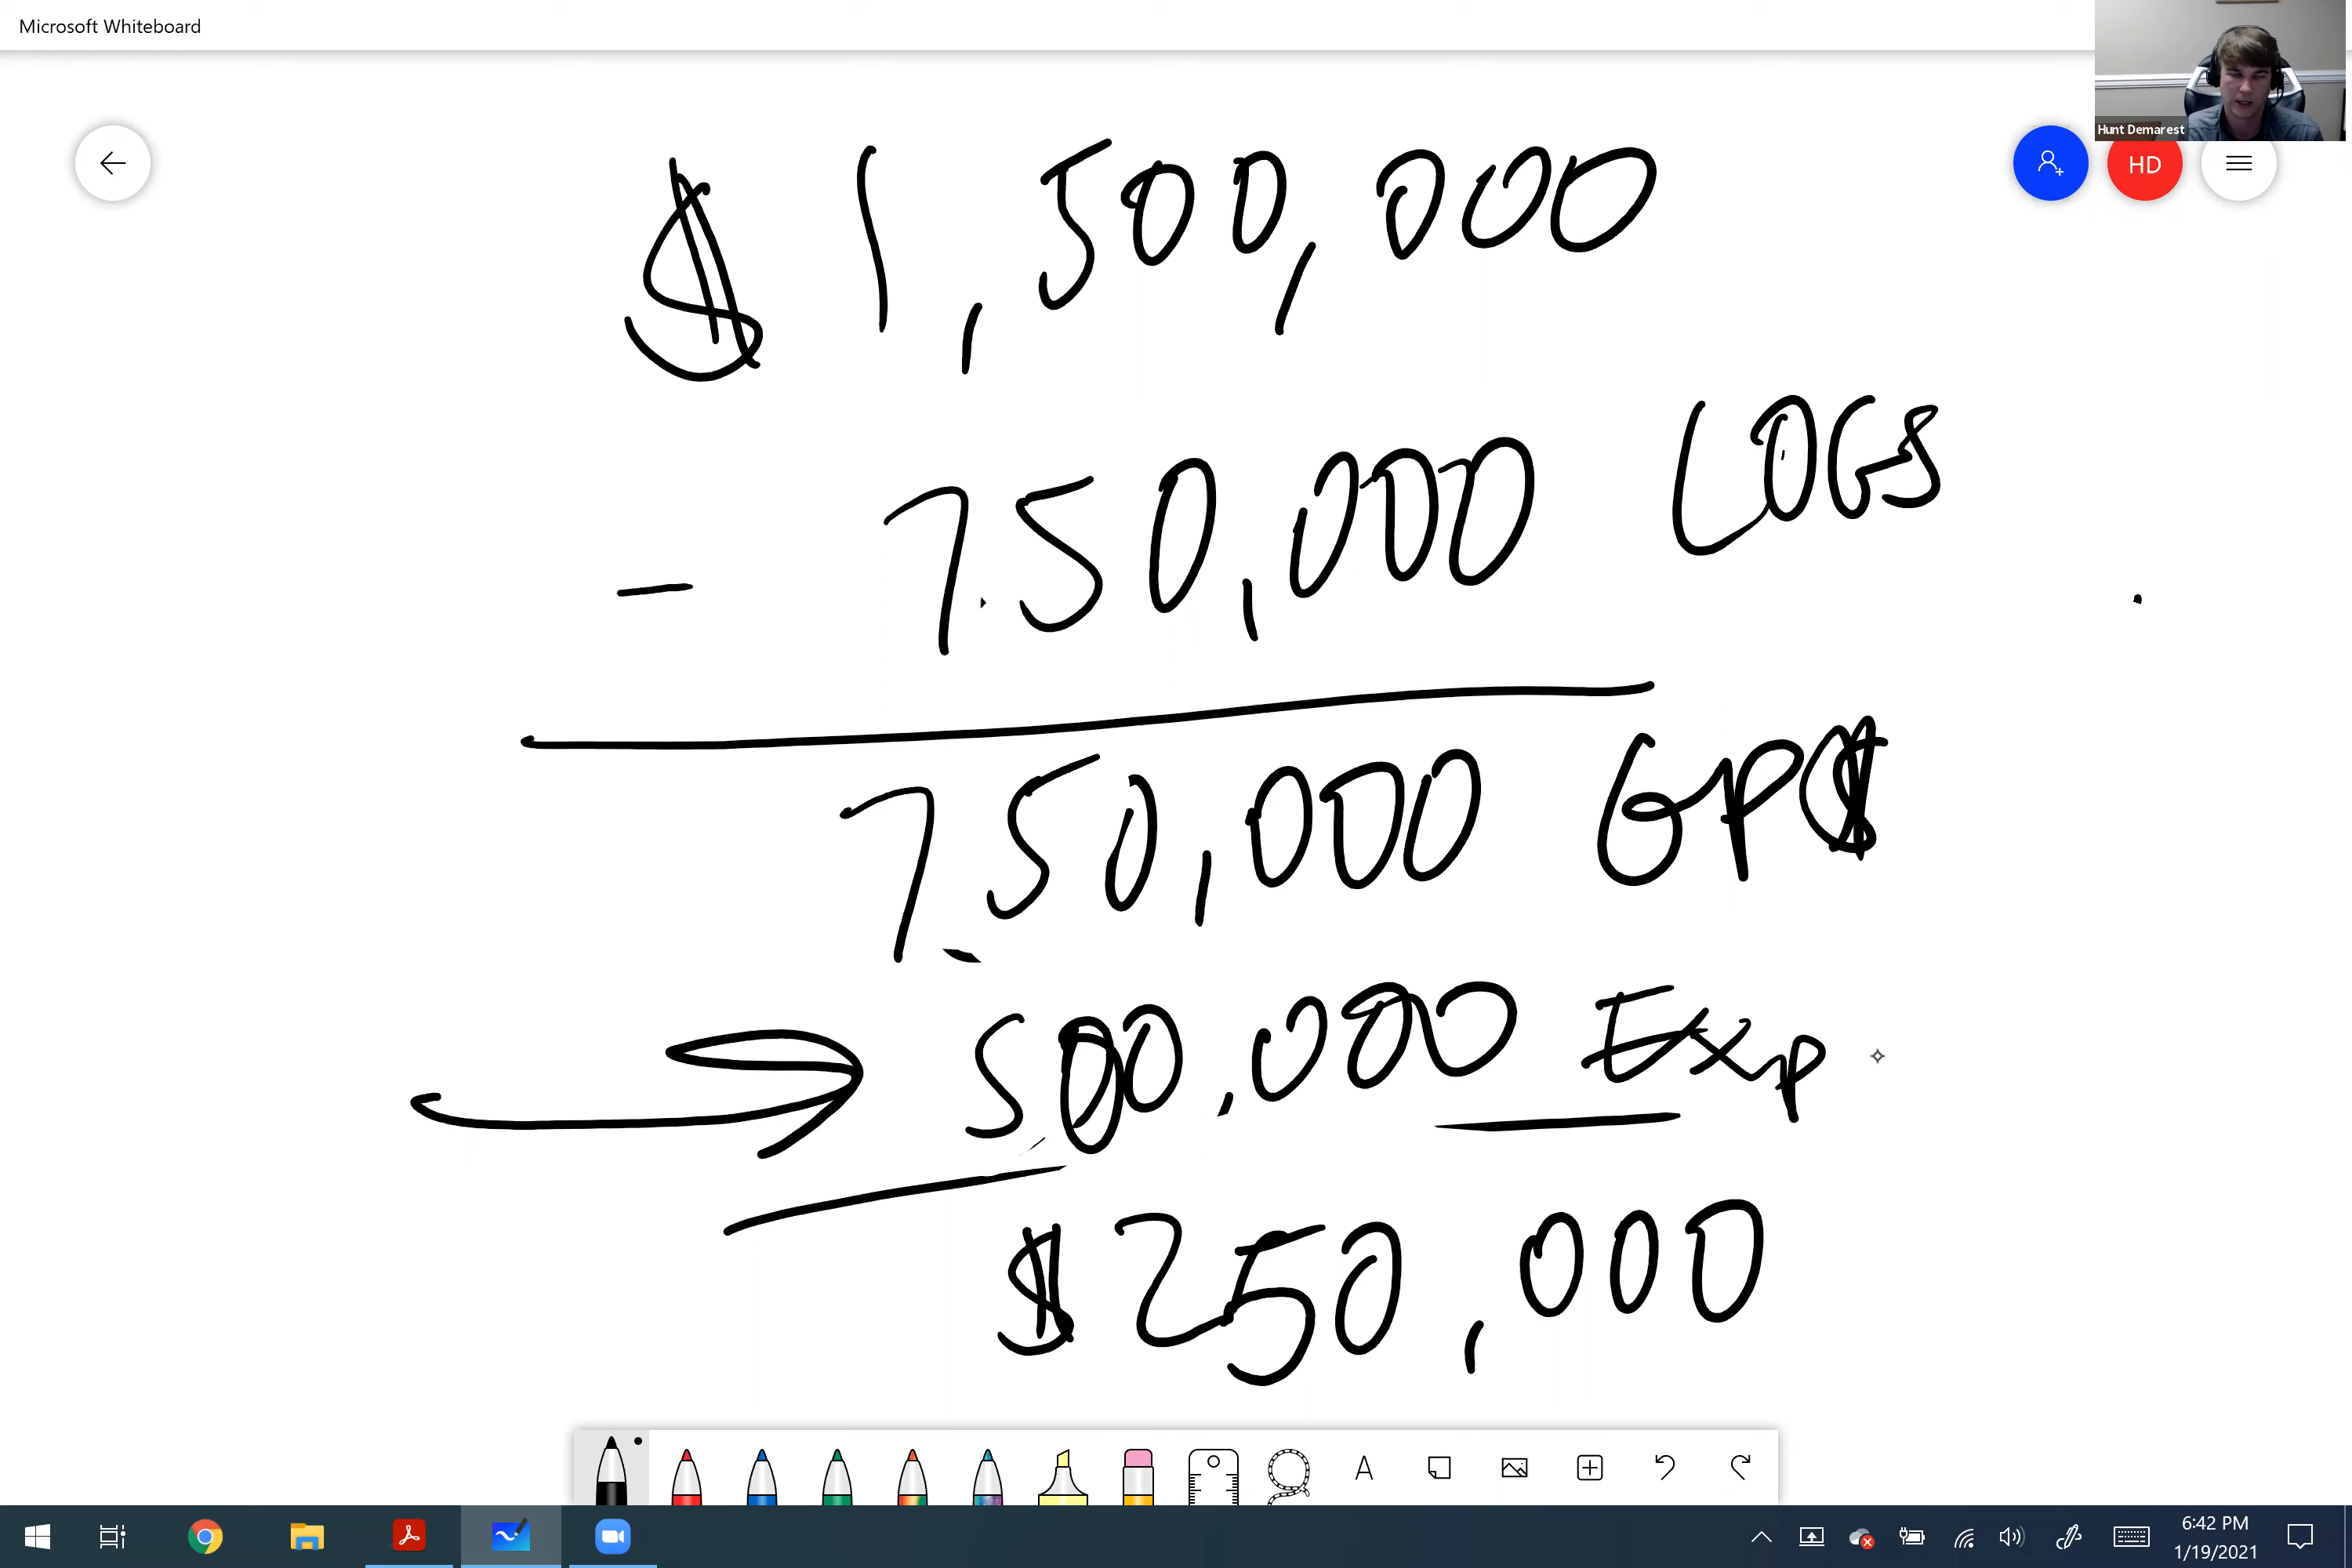 Microsoft Whiteboard
Hunt Demarest
HD
$ 1,500,000
- 750,000 COGS
750,000 GP$
500,000 Exp
$ 250,000
A
6:42 PM
1/19/2021